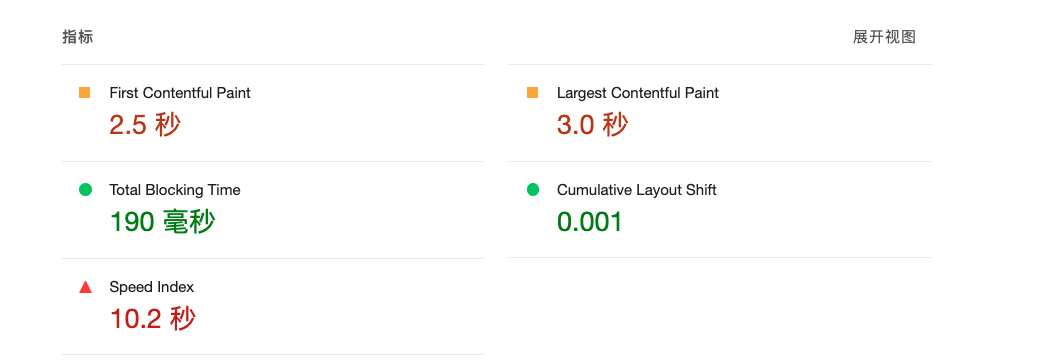 指标
展开视图
First Contentful Paint
2.5 秒
Largest Contentful Paint
3.0 秒
Total Blocking Time
190 毫秒
Cumulative Layout Shift
0.001
Speed Index
10.2 秒